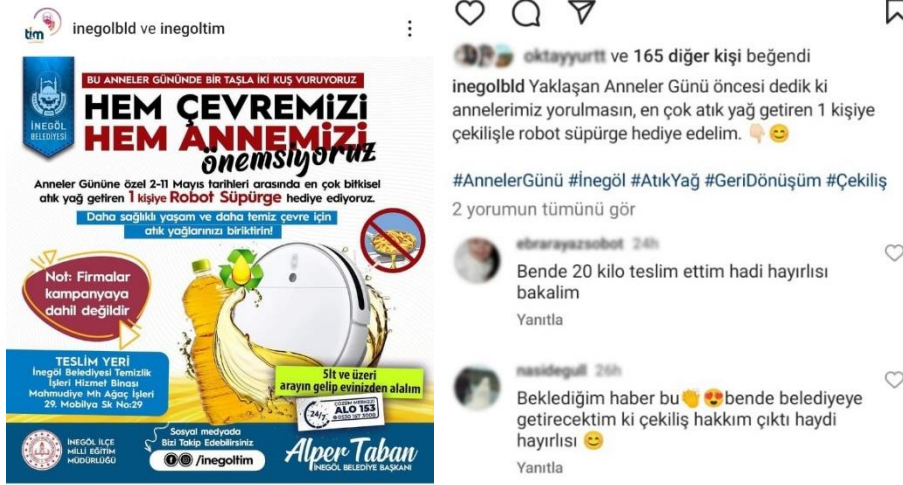 tim
inegolbld ve inegoltim
İNEGÖL
BELEDİYESİ
BU ANNELER GÜNÜNDE BİR TAŞLA İKİ KUŞ VURUYORUZ
HEM ÇEVREMİZİ
HEM ANNEMİZİ
önemsiyoruz
Anneler Gününe özel 2-11 Mayıs tarihleri arasında en çok bitkisel
atık yağ getiren 1 kişiye Robot Süpürge hediye ediyoruz.
Daha sağlıklı yaşam ve daha temiz çevre için
atık yağlarınızı biriktirin!
Not: Firmalar
kampanyaya
dahil değildir
TESLİM YERİ
İnegöl Belediyesi Temizlik
İşleri Hizmet Binası
Mahmudiye Mh Ağaç İşleri
29. Mobilya Sk No:29
5lt ve üzeri
arayın gelip evinizden alalım
24/7
ÇÖZÜM MERKEZİ
ALO 153
İNEGÖL İLÇE
MİLLİ EĞİTİM
MÜDÜRLÜĞÜ
Sosyal medyada
Bizi Takip Edebilirsiniz
/inegoltim
Alper Taban
İNEGÖL BELEDİYE BAŞKANI
oktayyurtt ve 165 diğer kişi beğendi
inegolbld Yaklaşan Anneler Günü öncesi dedik ki
annelerimiz yorulmasın, en çok atık yağ getiren 1 kişiye
çekilişle robot süpürge hediye edelim. 👇🏻😊
#AnnelerGünü #İnegöl #AtıkYağ #GeriDönüşüm #Çekiliş
2 yorumun tümünü gör
ebrarayazsobot 24h
Bende 20 kilo teslim ettim hadi hayırlısı
bakalim
Yanıtla
nasidegull 26h
Beklediğim haber bu👏😍bende belediyeye
getirecektim ki çekiliş hakkım çıktı haydi
hayırlısı 😊
Yanıtla